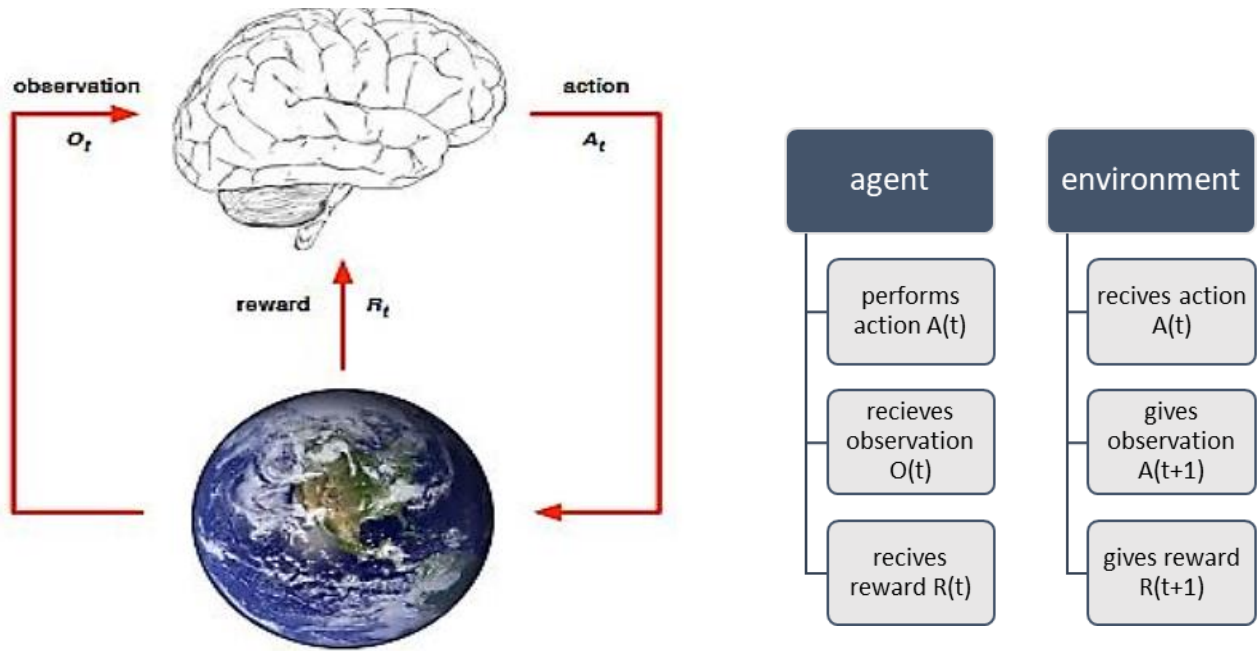 observation
O_t
action
A_t
reward
R_t
agent
performs
action A(t)
recieves
observation
O(t)
recives
reward R(t)
environment
recives action
A(t)
gives
observation
A(t+1)
gives reward
R(t+1)